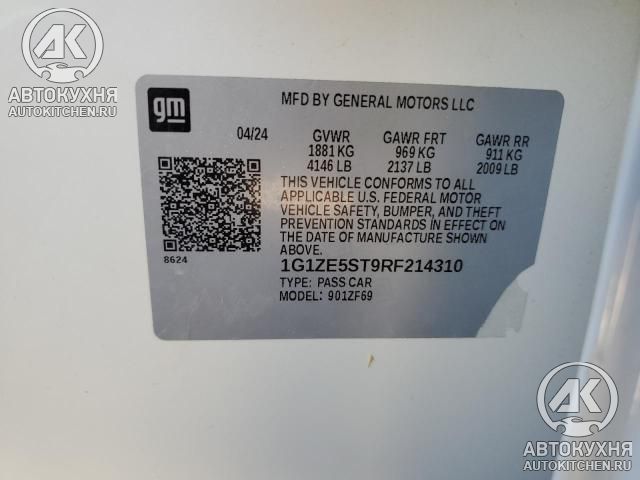 АВТОКУХНЯ
AUTOKITCHEN.RU
gm
MFD BY GENERAL MOTORS LLC
04/24 GVWR GAWR FRT GAWR RR
1881 KG 969 KG 911 KG
4146 LB 2137 LB 2009 LB
THIS VEHICLE CONFORMS TO ALL
APPLICABLE U.S. FEDERAL MOTOR
VEHICLE SAFETY, BUMPER, AND THEFT
PREVENTION STANDARDS IN EFFECT ON
THE DATE OF MANUFACTURE SHOWN
ABOVE.
8624
1G1ZE5ST9RF214310
TYPE: PASS CAR
MODEL: 901ZF69
АК
АВТОКУХНЯ
AUTOKITCHEN.RU